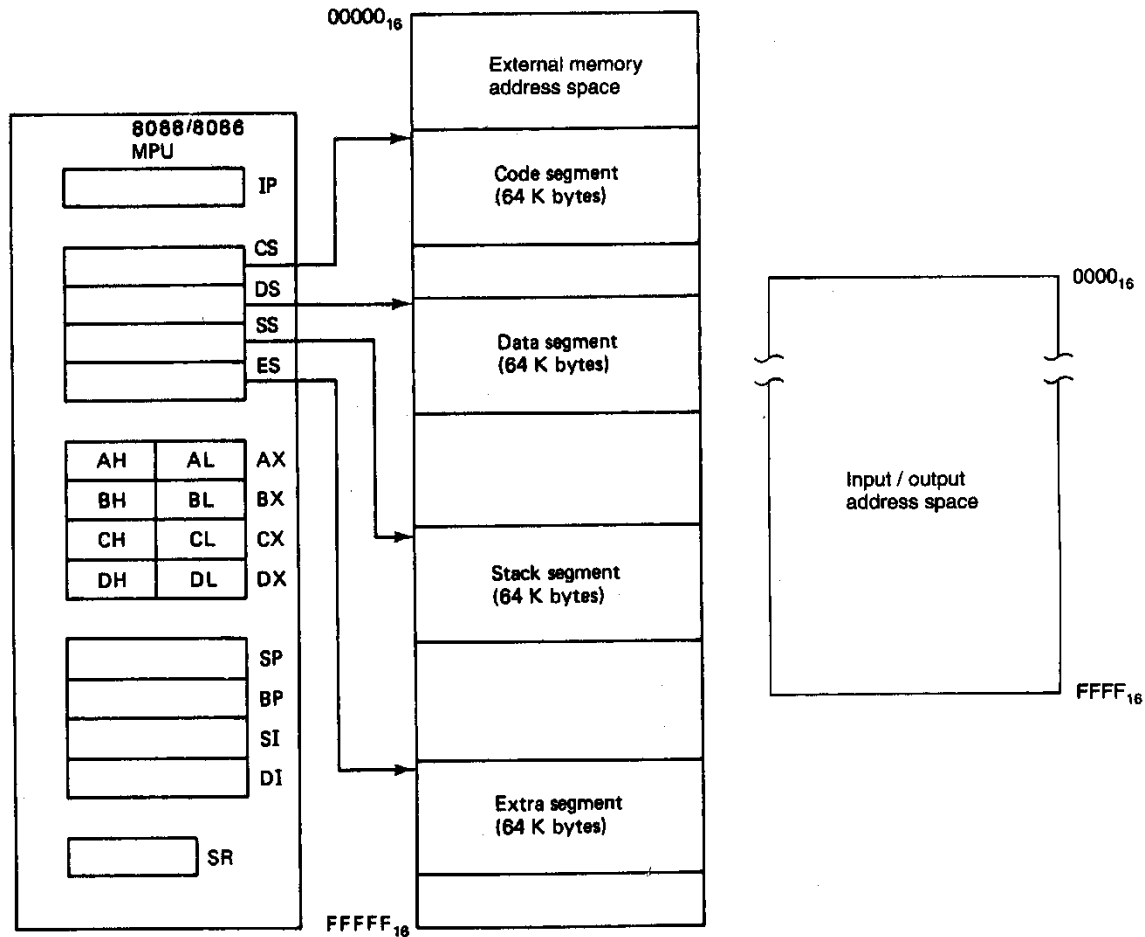 00000₁₆
External memory
address space
8088/8086
MPU
IP
CS
DS
SS
ES
AH AL AX
BH BL BX
CH CL CX
DH DL DX
SP
BP
SI
DI
SR
Code segment
(64 K bytes)
Data segment
(64 K bytes)
Stack segment
(64 K bytes)
Extra segment
(64 K bytes)
FFFFF₁₆
0000₁₆
Input / output
address space
FFFF₁₆